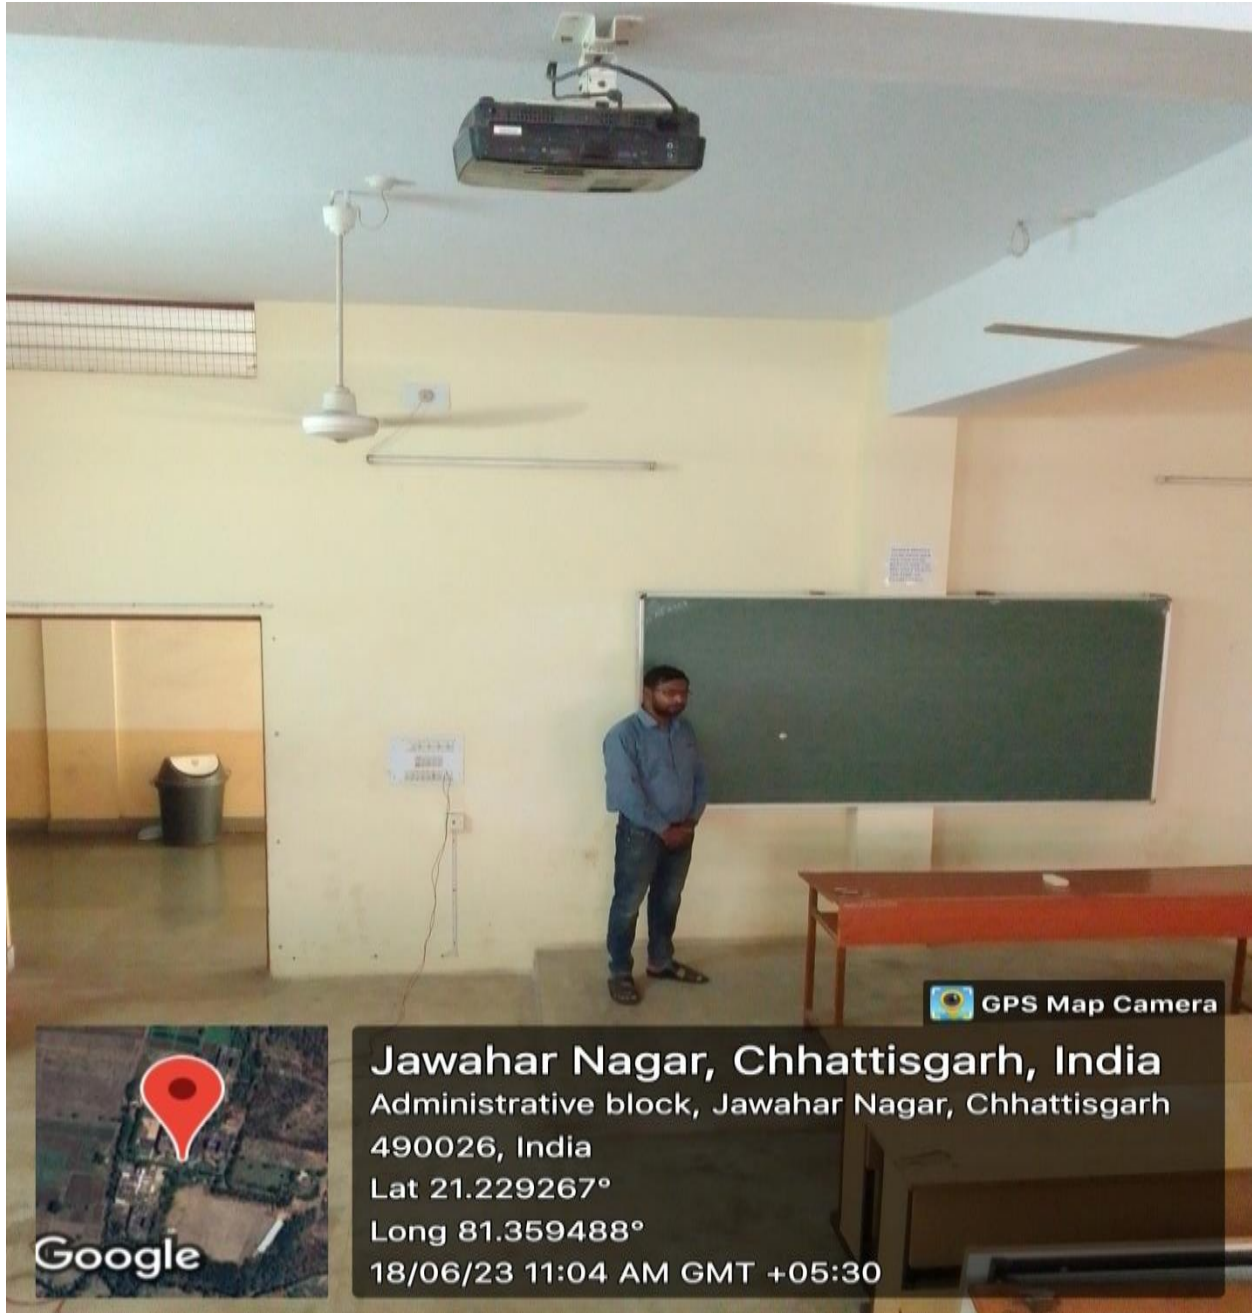 GPS Map Camera
Jawahar Nagar, Chhattisgarh, India
Administrative block, Jawahar Nagar, Chhattisgarh
490026, India
Lat 21.229267°
Long 81.359488°
18/06/23 11:04 AM GMT +05:30
Google